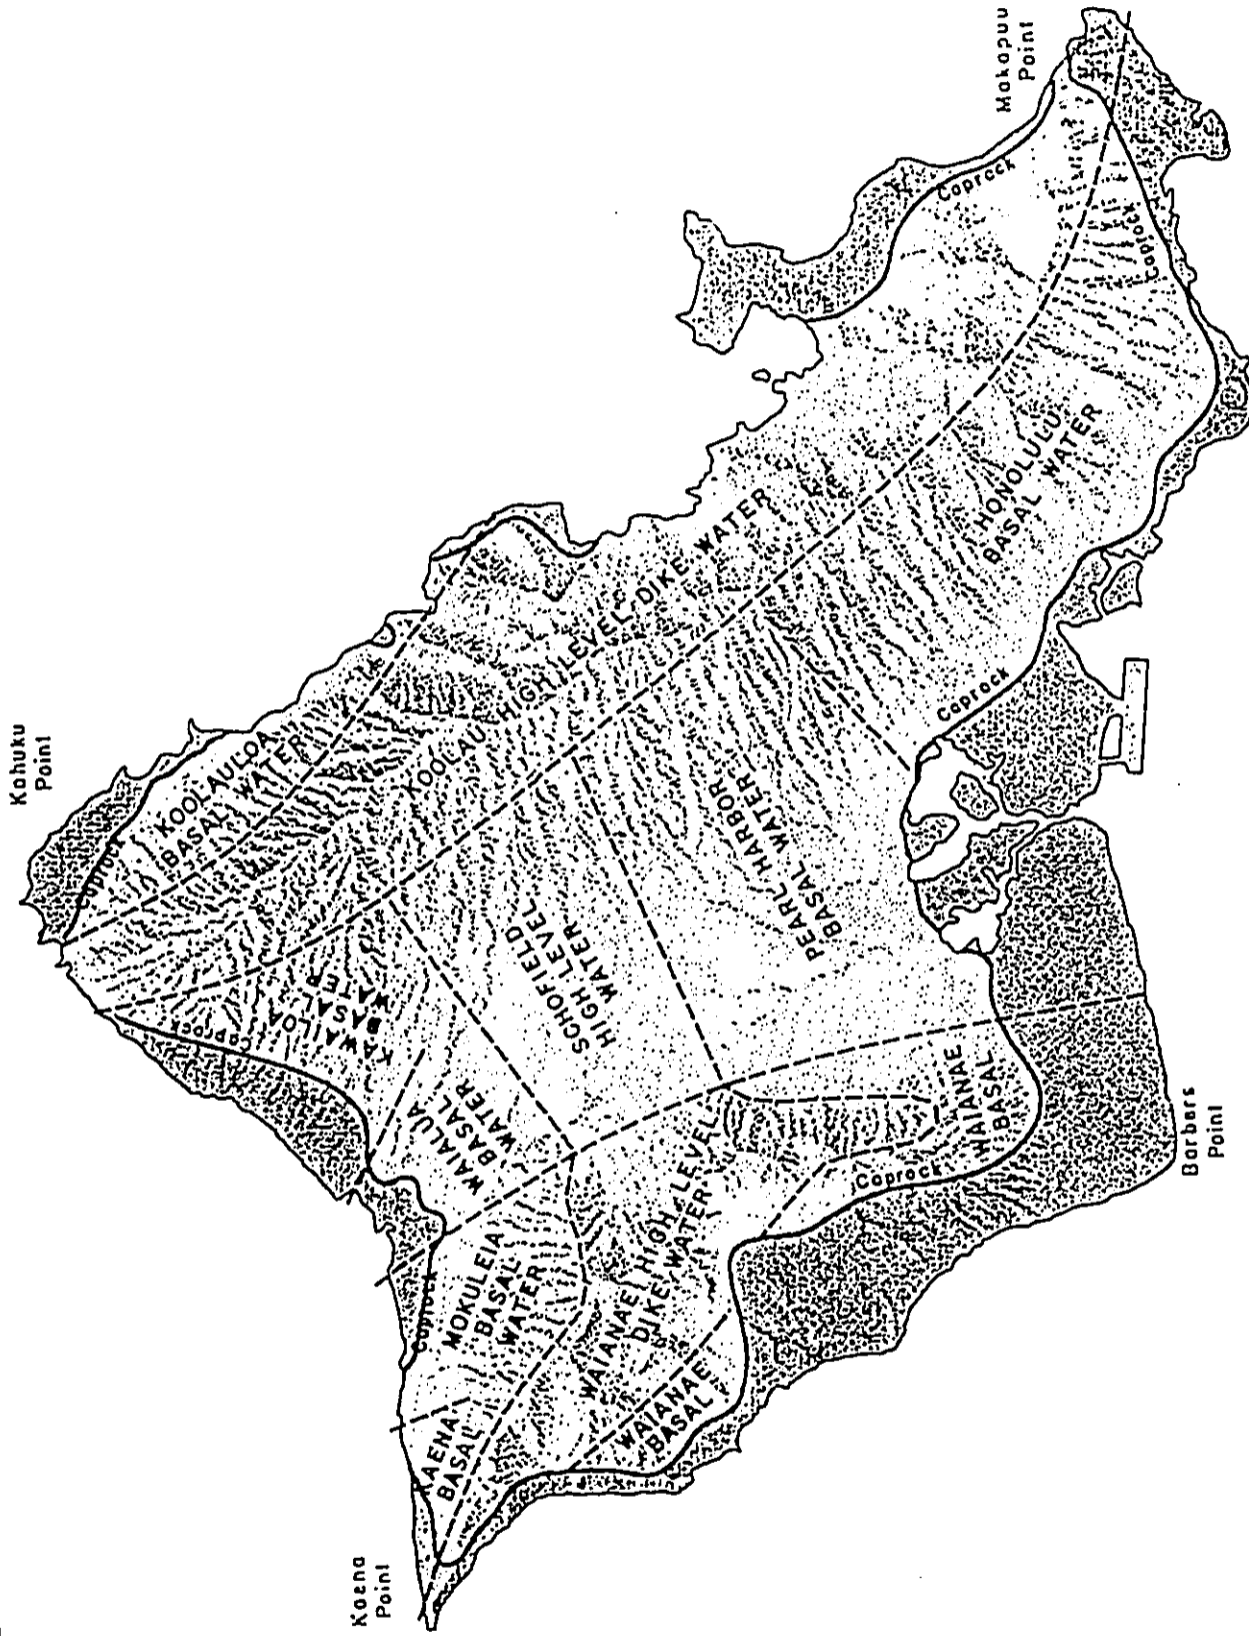 Kahuku
Point
Makapuu
Point
Kaena
Point
Barbers
Point
KOOLAULOA
BASAL WATER
Caprock
KAWAILOA
BASAL
WATER
Caprock
WAIALUA
BASAL
WATER
MOKULEIA
BASAL
WATER
Caprock
KAENA
BASAL
WAIANAE
BASAL
WAIANAE HIGH LEVEL
DIKE WATER
SCHOFIELD
HIGH LEVEL
WATER
KOOLAU HIGH LEVEL DIKE WATER
PEARL HARBOR
BASAL WATER
WAIANAE
BASAL
Caprock
Caprock
HONOLULU
BASAL WATER
Caprock
Caprock